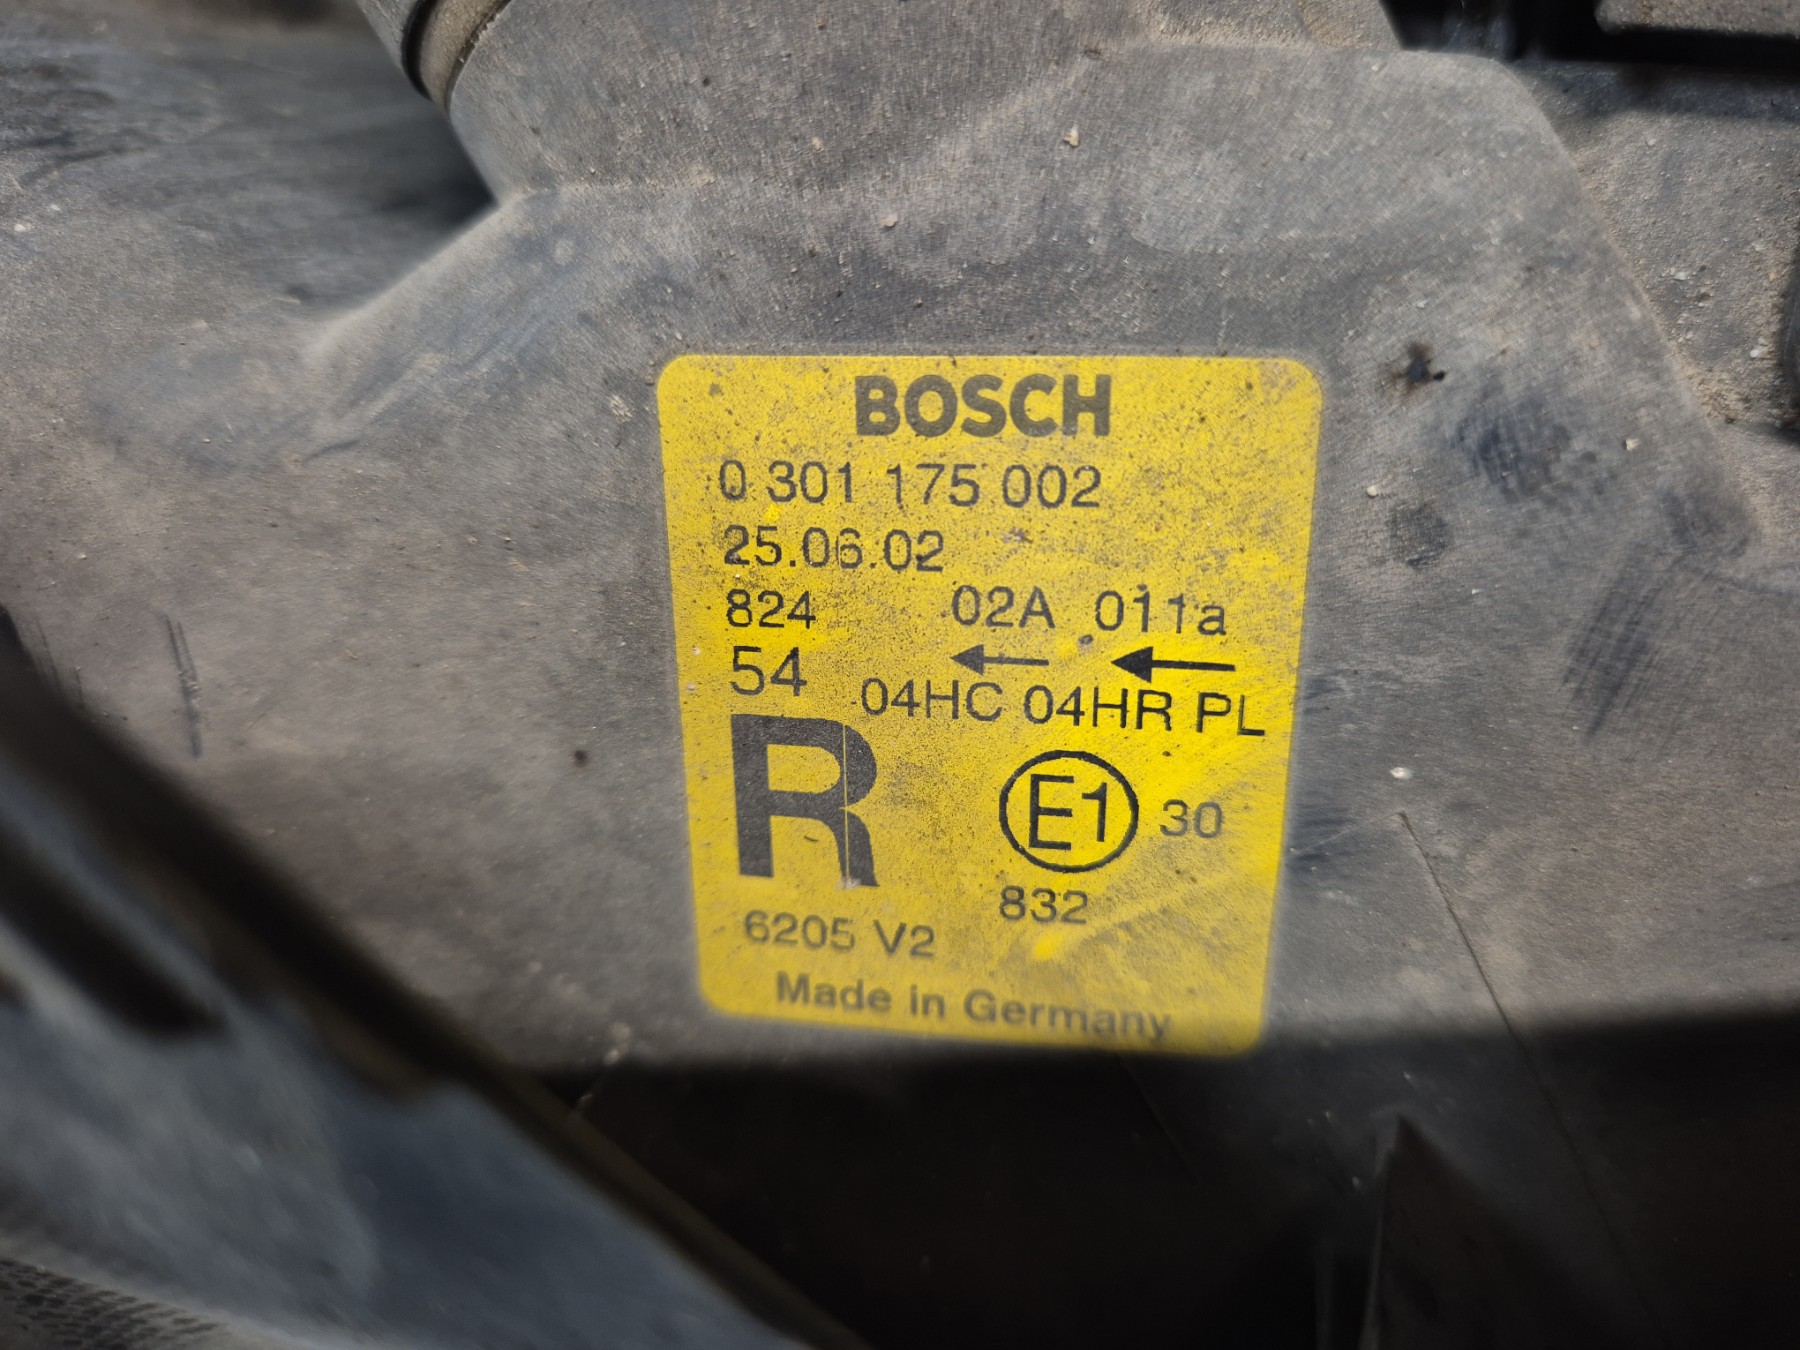 BOSCH
0 301 175 002
25.06.02
824 02A 011a
54 ← ←
04HC 04HR PL
R E1 30
832
6205 V2
Made in Germany